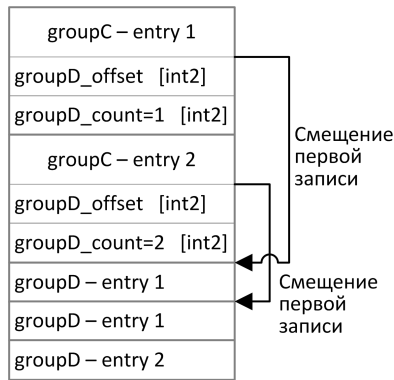 groupC – entry 1
groupD_offset [int2]
groupD_count=1 [int2]
groupC – entry 2
groupD_offset [int2]
groupD_count=2 [int2]
groupD – entry 1
groupD – entry 1
groupD – entry 2
Смещение
первой
записи
Смещение
первой
записи